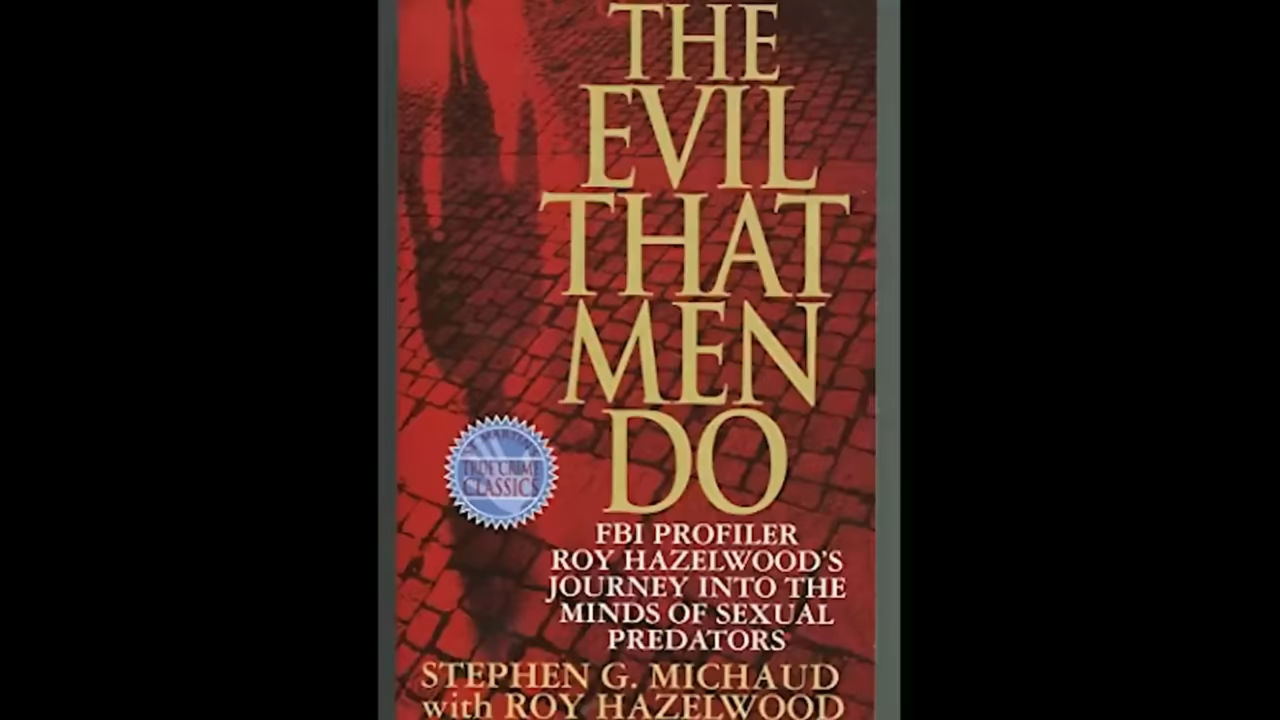 THE
EVIL
THAT
MEN
DO
TRUE CRIME
CLASSICS
FBI PROFILER
ROY HAZELWOOD'S
JOURNEY INTO THE
MINDS OF SEXUAL
PREDATORS
STEPHEN G. MICHAUD
with ROY HAZELWOOD